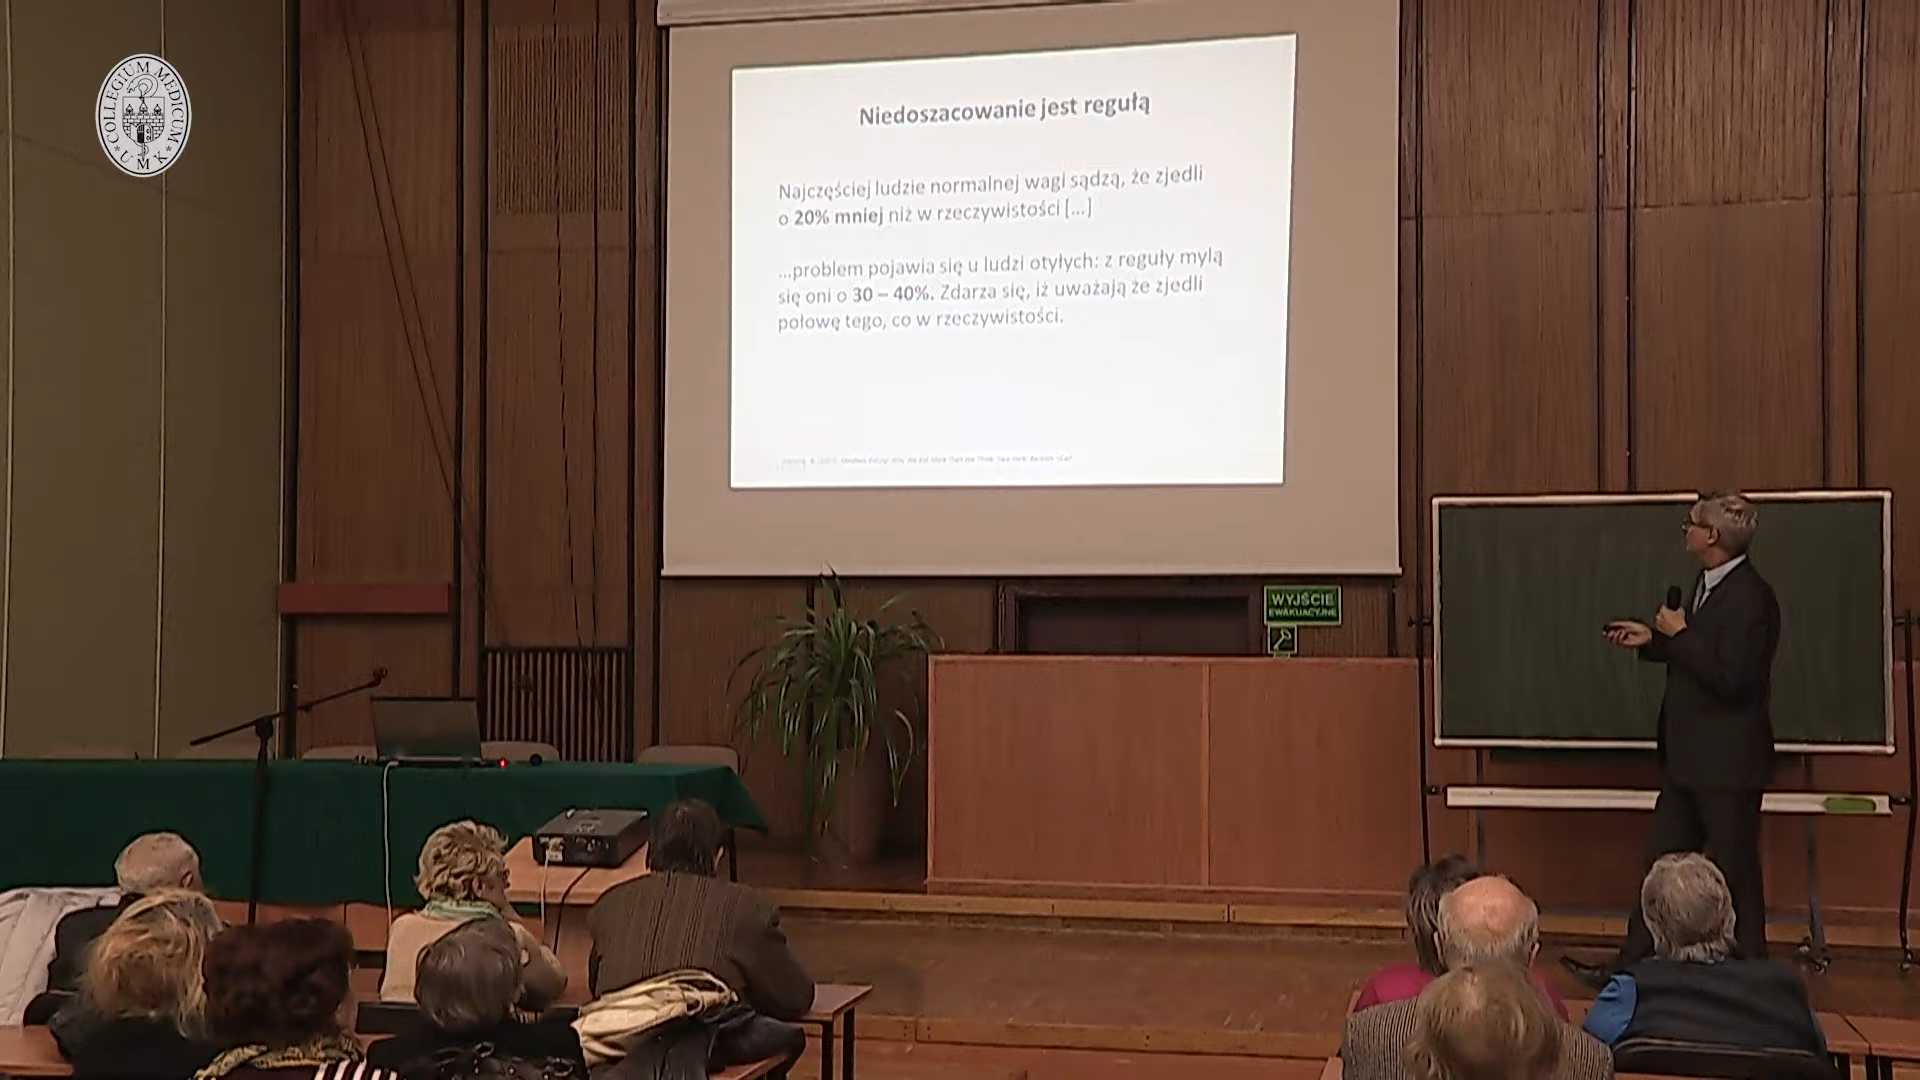 COLLEGIUM MEDICUM
UMK
Niedoszacowanie jest regułą
Najczęściej ludzie normalnej wagi sądzą, że zjedli
o 20% mniej niż w rzeczywistości [...]
...problem pojawia się u ludzi otyłych: z reguły mylą
się oni o 30 – 40%. Zdarza się, iż uważają że zjedli
połowę tego, co w rzeczywistości.
WYJŚCIE
EWAKUACYJNE